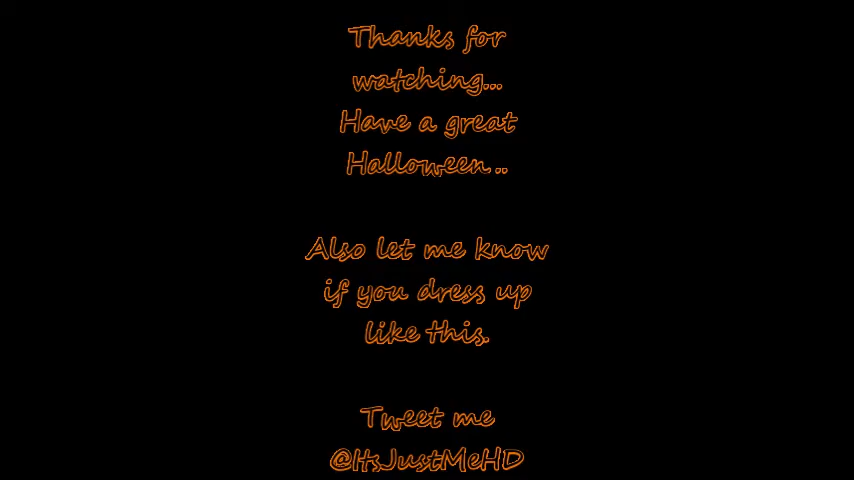 Thanks for
watching...
Have a great
Halloween..
Also let me know
if you dress up
like this.
Tweet me
@ItsJustMeHD